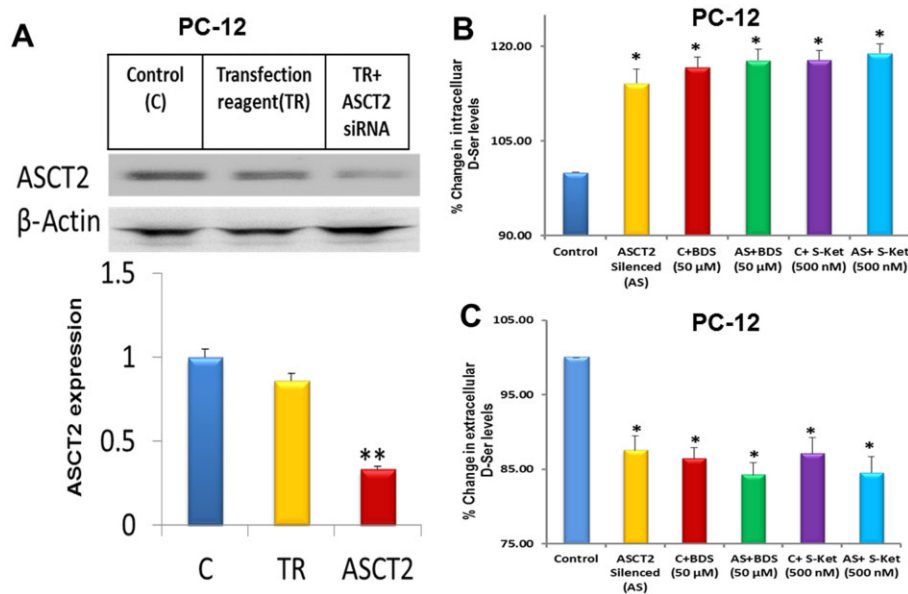 A
PC-12
Control (C)
Transfection reagent(TR)
TR+ ASCT2 siRNA
ASCT2
β-Actin
ASCT2 expression
1.5
1
0.5
0
**
C
TR
ASCT2
B
PC-12
% Change in intracelluar D-Ser levels
120.00
105.00
90.00
*
*
*
*
*
Control
ASCT2 Silenced (AS)
C+BDS (50 µM)
AS+BDS (50 µM)
C+ S-Ket (500 nM)
AS+ S-Ket (500 nM)
C
PC-12
% Change in extracellular D-Ser levels
105.00
95.00
85.00
75.00
*
*
*
*
*
Control
ASCT2 Silenced (AS)
C+BDS (50 µM)
AS+BDS (50 µM)
C+ S-Ket (500 nM)
AS+ S-Ket (500 nM)